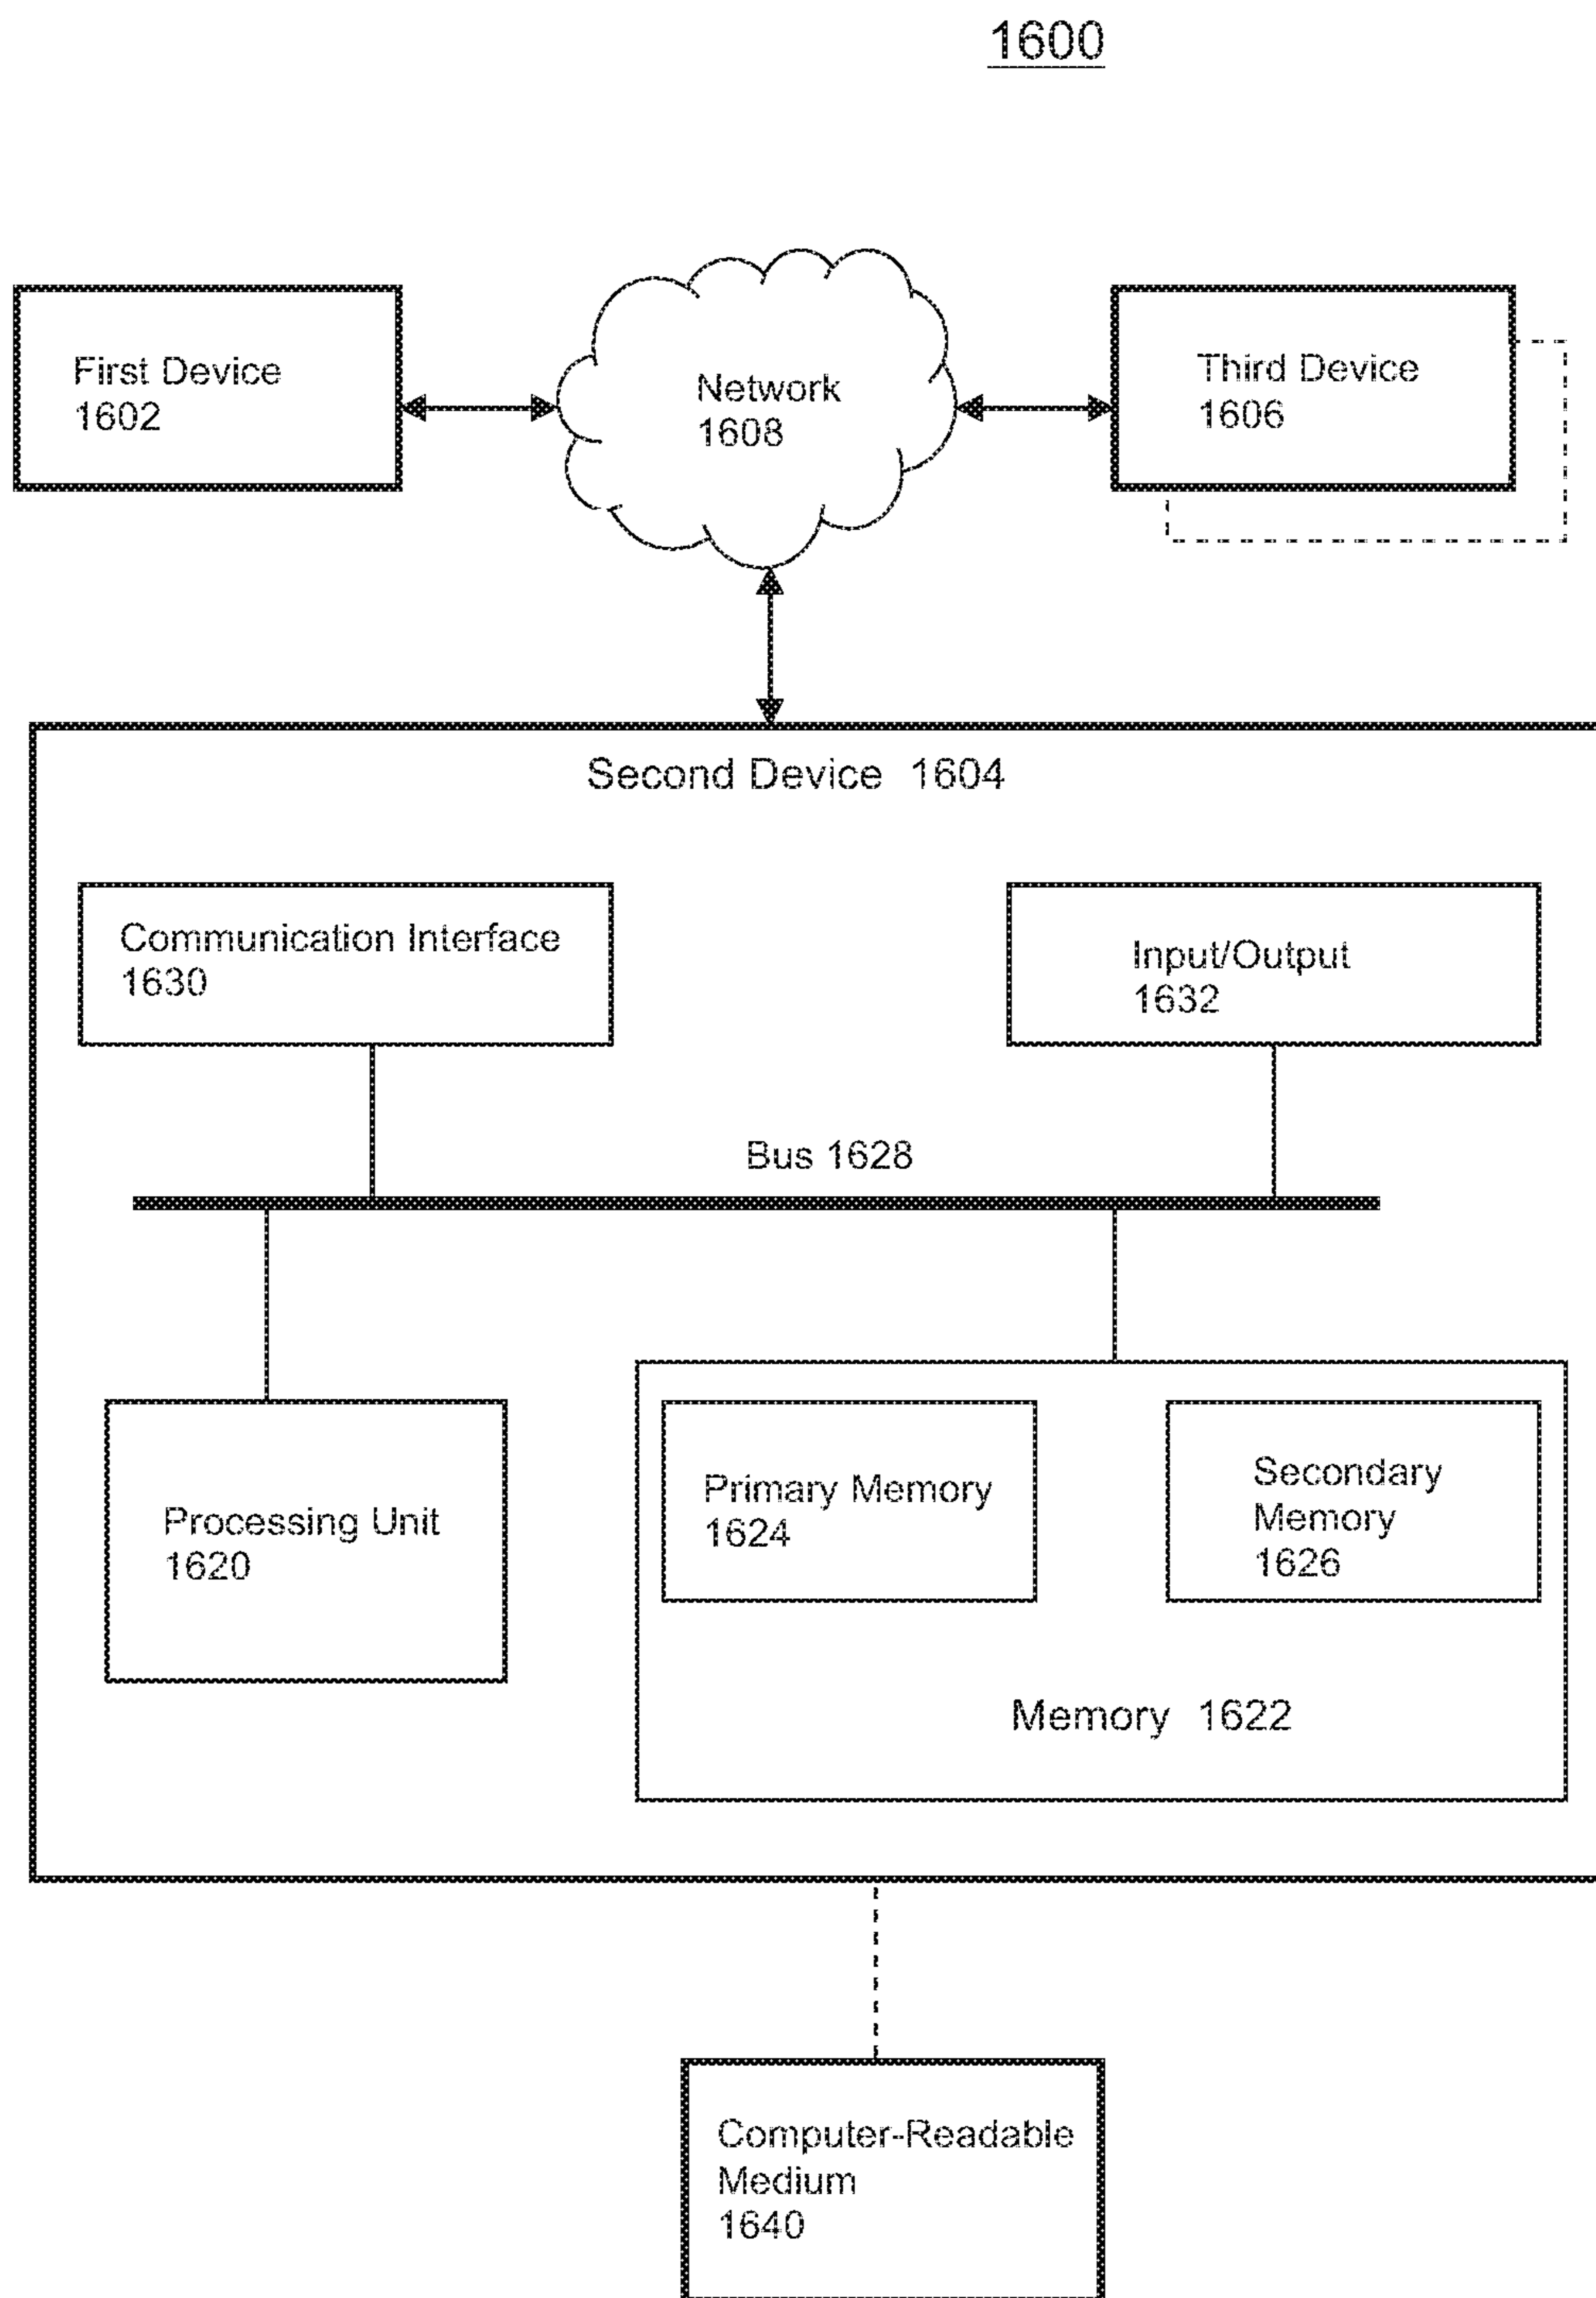 1600
First Device
1602
Network
1608
Third Device
1606
Second Device 1604
Communication Interface
1630
Input/Output
1632
Bus 1628
Processing Unit
1620
Primary Memory
1624
Secondary
Memory
1626
Memory 1622
Computer-Readable
Medium
1640